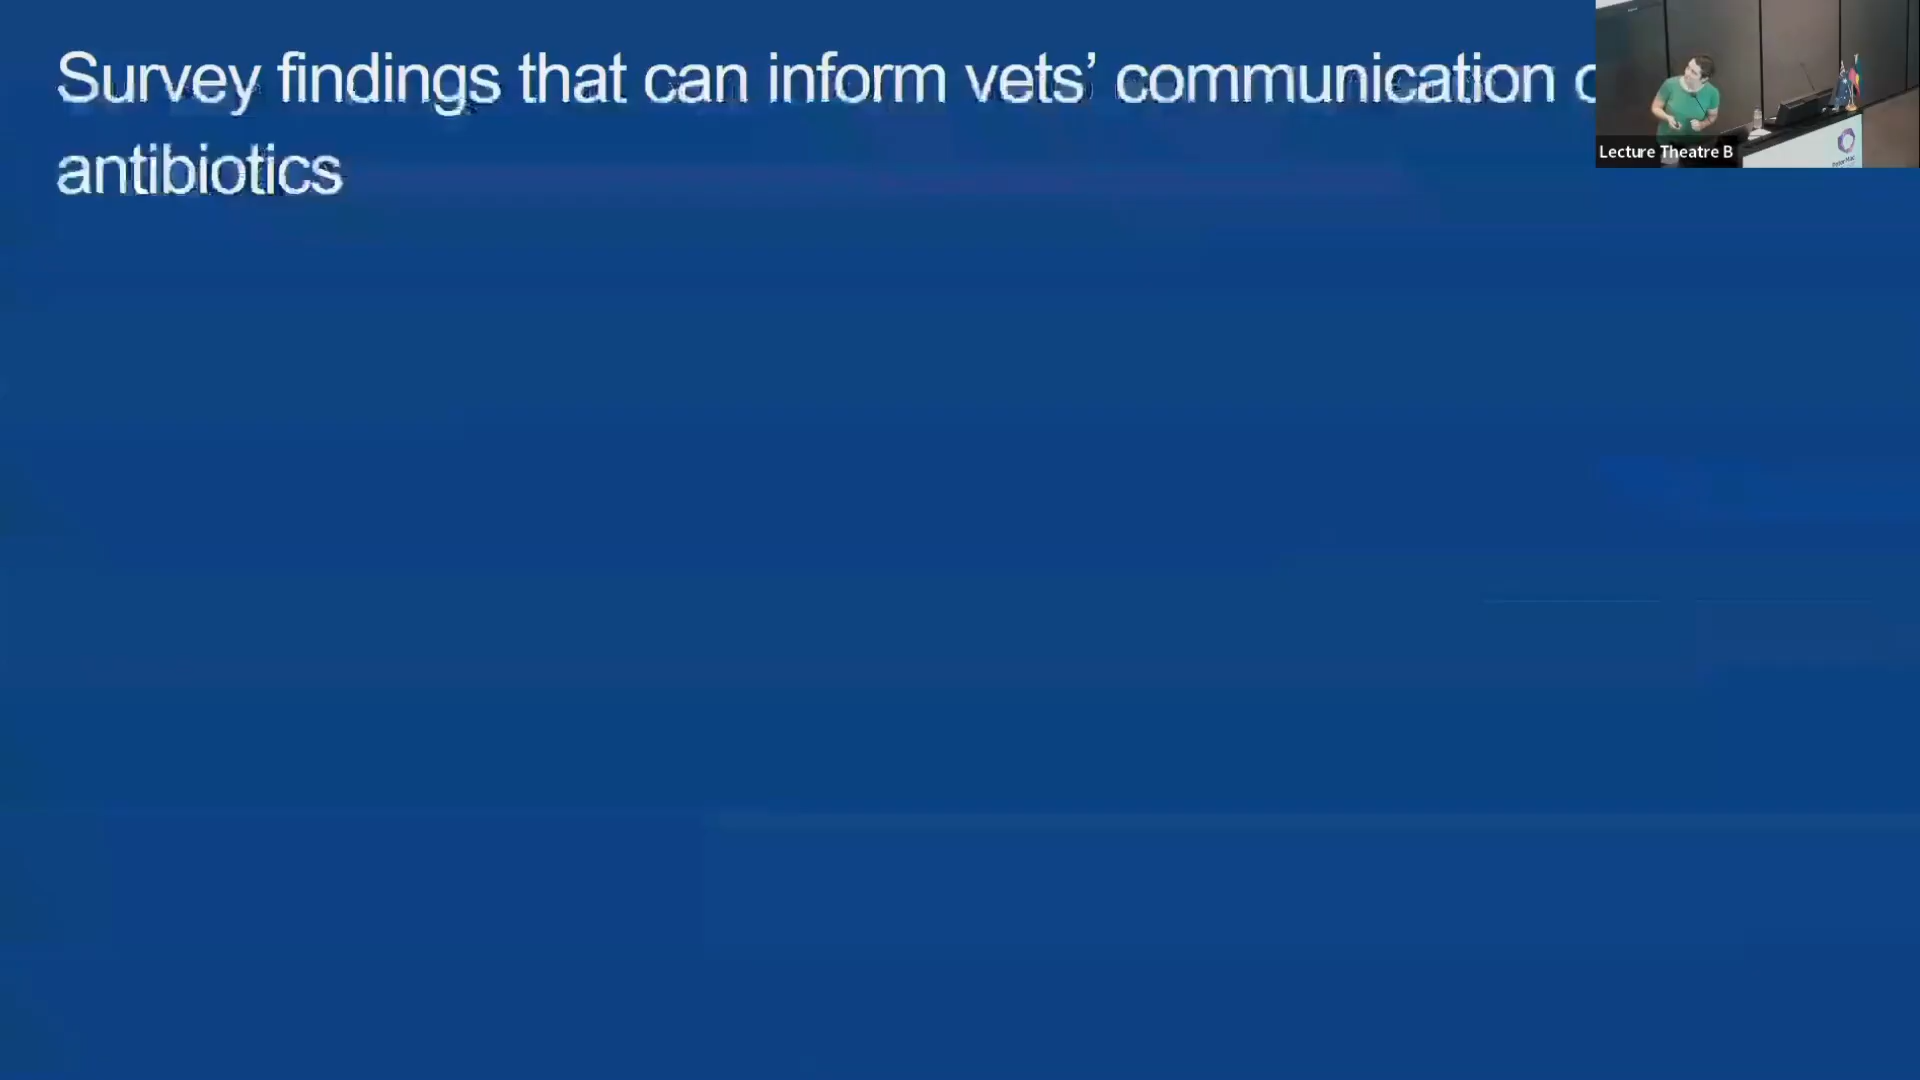 Survey findings that can inform vets’ communication
antibiotics
Lecture Theatre B